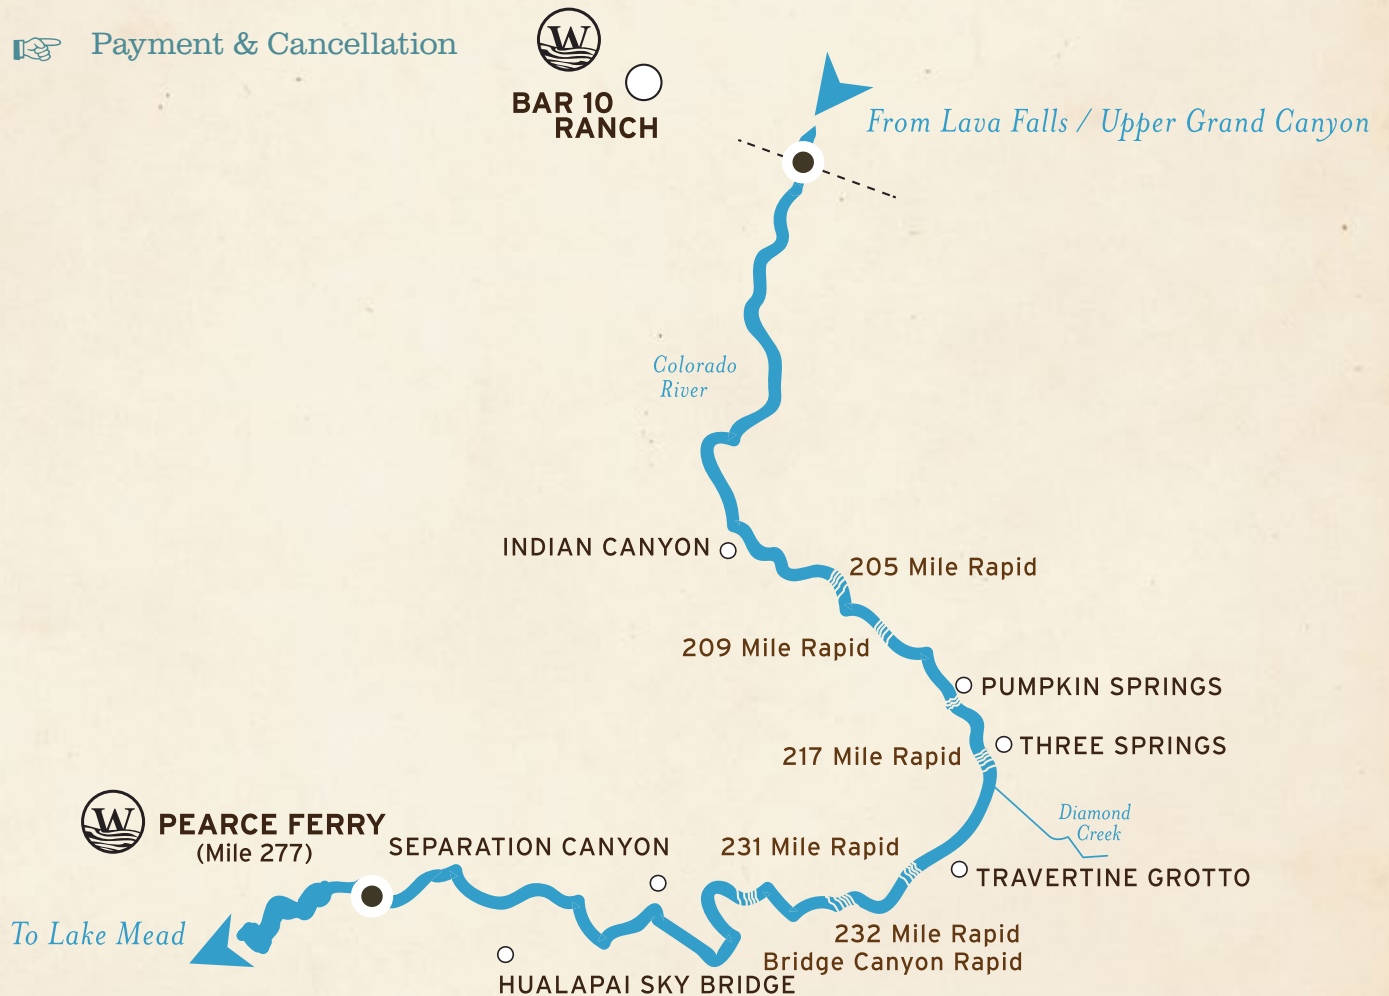 Payment & Cancellation
W
BAR 10
RANCH
From Lava Falls / Upper Grand Canyon
Colorado
River
INDIAN CANYON
205 Mile Rapid
209 Mile Rapid
PUMPKIN SPRINGS
THREE SPRINGS
217 Mile Rapid
Diamond
Creek
W
PEARCE FERRY
(Mile 277)
SEPARATION CANYON
231 Mile Rapid
TRAVERTINE GROTTO
To Lake Mead
232 Mile Rapid
Bridge Canyon Rapid
HUALAPAI SKY BRIDGE